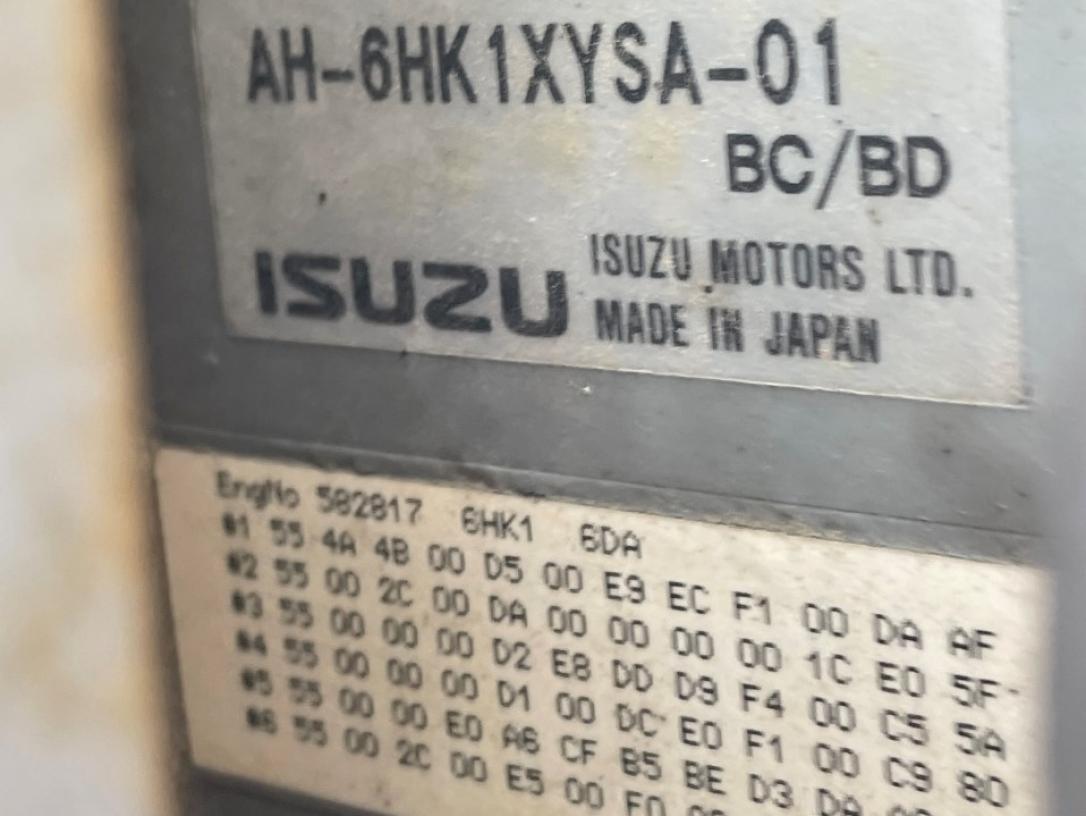 AH-6HK1XYSA-01
BC/BD
ISUZU
ISUZU MOTORS LTD.
MADE IN JAPAN
EngNo 582817 6HK1 6DA
#1 55 4A 4B 00 D5 00 E9 EC F1 00 DA AF
#2 55 00 2C 00 DA 00 00 00 00 1C E0 5F
#3 55 00 00 00 D2 E8 DD D9 F4 00 C5 5A
#4 55 00 00 00 D1 00 DC E0 F1 00 C9 80
#5 55 00 00 E0 A6 CF B5 BE D3 DA
#6 55 00 2C 00 E5 00 F0